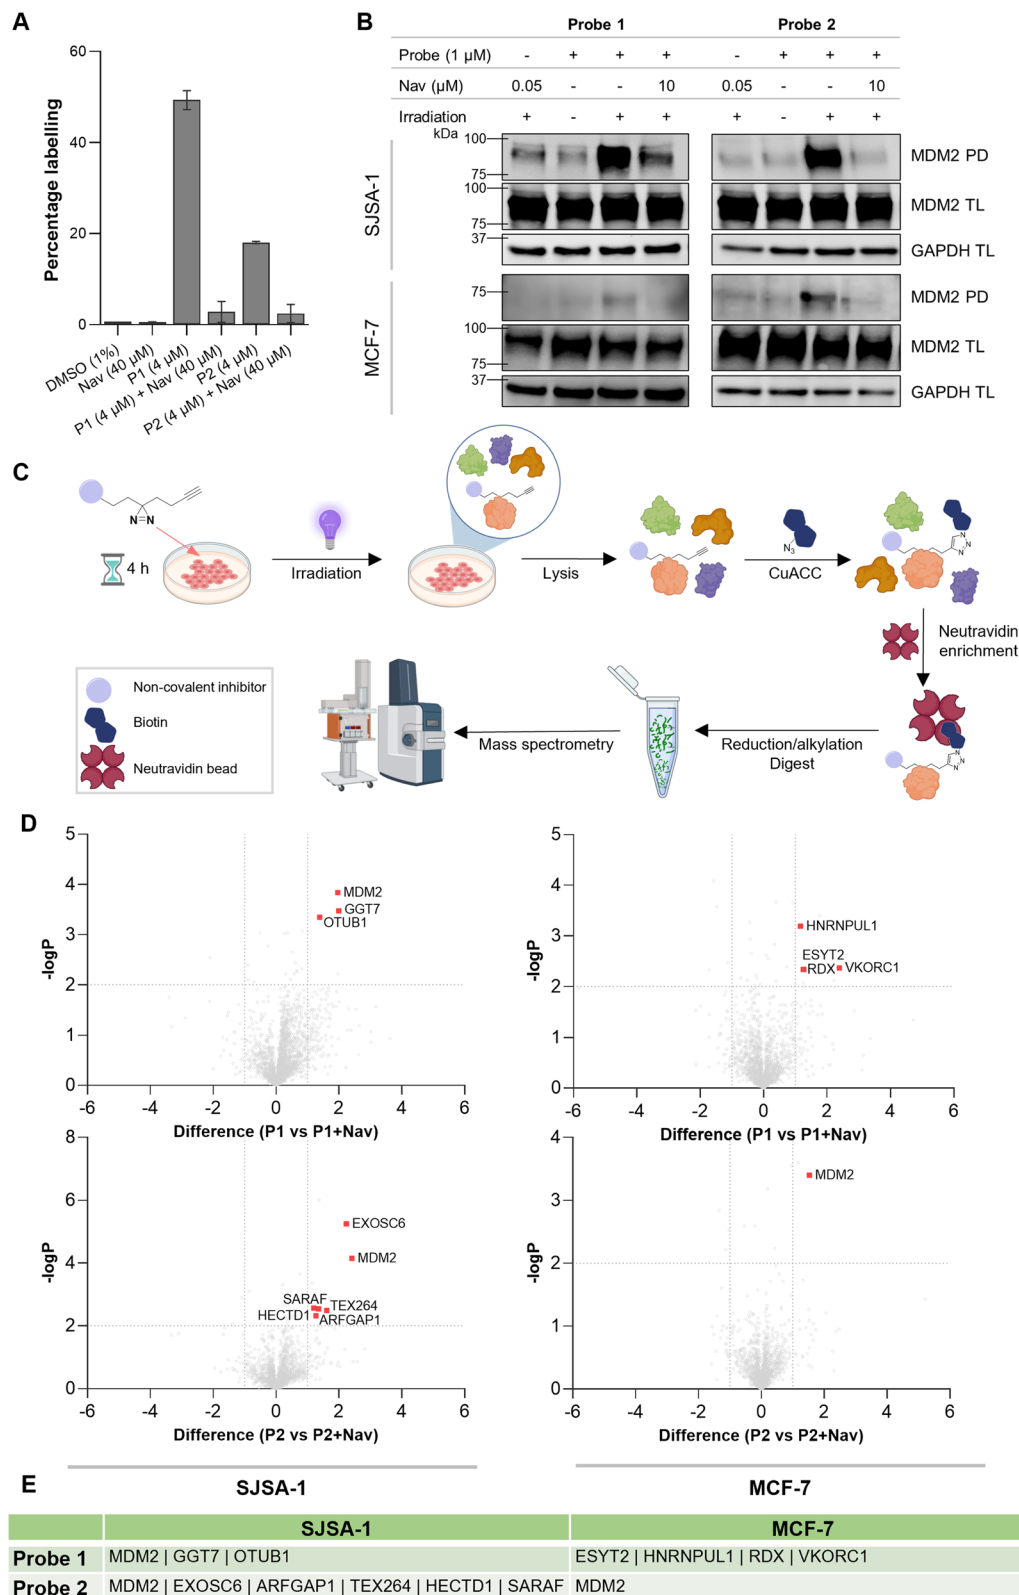 A
Percentage labelling
60
40
20
0
DMSO (1%)
Nav (40 µM)
P1 (4 µM)
P1 (4 µM) + Nav (40 µM)
P2 (4 µM)
P2 (4 µM) + Nav (40 µM)
B
Probe 1 Probe 2
Probe (1 µM) - + + + - + + +
Nav (µM) 0.05 - - 10 0.05 - - 10
Irradiation + - + + + - + +
kDa
SJSA-1
100
75
MDM2 PD
100
75
MDM2 TL
37
GAPDH TL
MCF-7
75
MDM2 PD
100
75
MDM2 TL
37
GAPDH TL
C
N=N
4 h
Irradiation
Lysis
N3
CuACC
N
N
N
Neutravidin
enrichment
N
N
N
Reduction/alkylation
Digest
Mass spectrometry
Non-covalent inhibitor
Biotin
Neutravidin bead
D
-logP
5
4
3
2
1
0
-6 -4 -2 0 2 4 6
MDM2
GGT7
OTUB1
Difference (P1 vs P1+Nav)
-logP
5
4
3
2
1
0
-6 -4 -2 0 2 4 6
HNRNPUL1
ESYT2
RDX
VKORC1
Difference (P1 vs P1+Nav)
-logP
8
6
4
2
0
-6 -4 -2 0 2 4 6
EXOSC6
MDM2
SARAF
TEX264
HECTD1
ARFGAP1
Difference (P2 vs P2+Nav)
-logP
4
3
2
1
0
-6 -4 -2 0 2 4 6
MDM2
Difference (P2 vs P2+Nav)
SJSA-1
MCF-7
E
SJSA-1 MCF-7
Probe 1 MDM2 | GGT7 | OTUB1 ESYT2 | HNRNPUL1 | RDX | VKORC1
Probe 2 MDM2 | EXOSC6 | ARFGAP1 | TEX264 | HECTD1 | SARAF MDM2